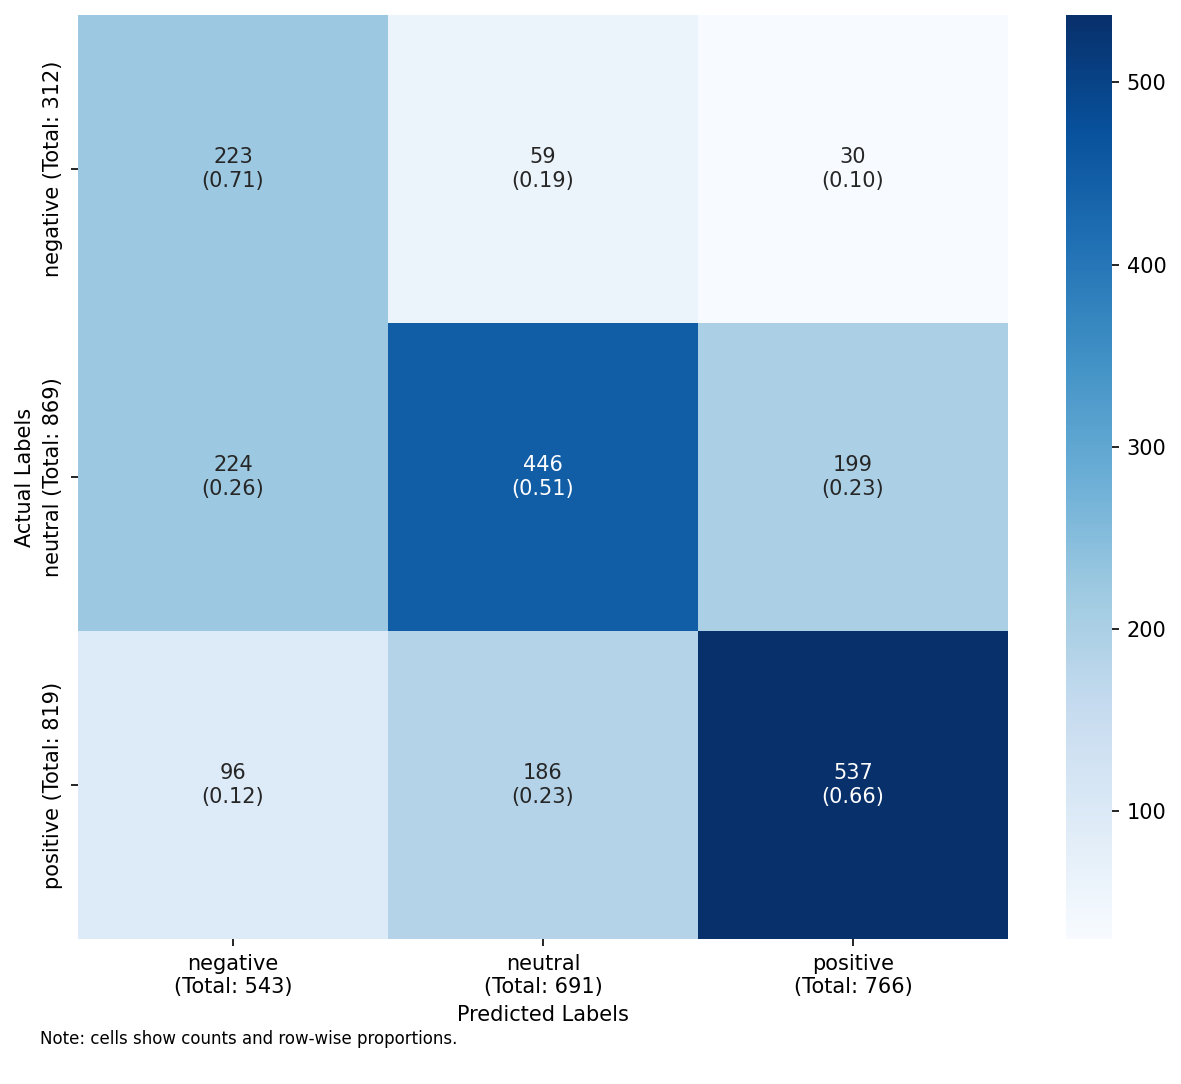 negative (Total: 312)
223
(0.71)
59
(0.19)
30
(0.10)
Actual Labels
neutral (Total: 869)
224
(0.26)
446
(0.51)
199
(0.23)
positive (Total: 819)
96
(0.12)
186
(0.23)
537
(0.66)
negative
(Total: 543)
neutral
(Total: 691)
positive
(Total: 766)
Predicted Labels
500
400
300
200
100
Note: cells show counts and row-wise proportions.